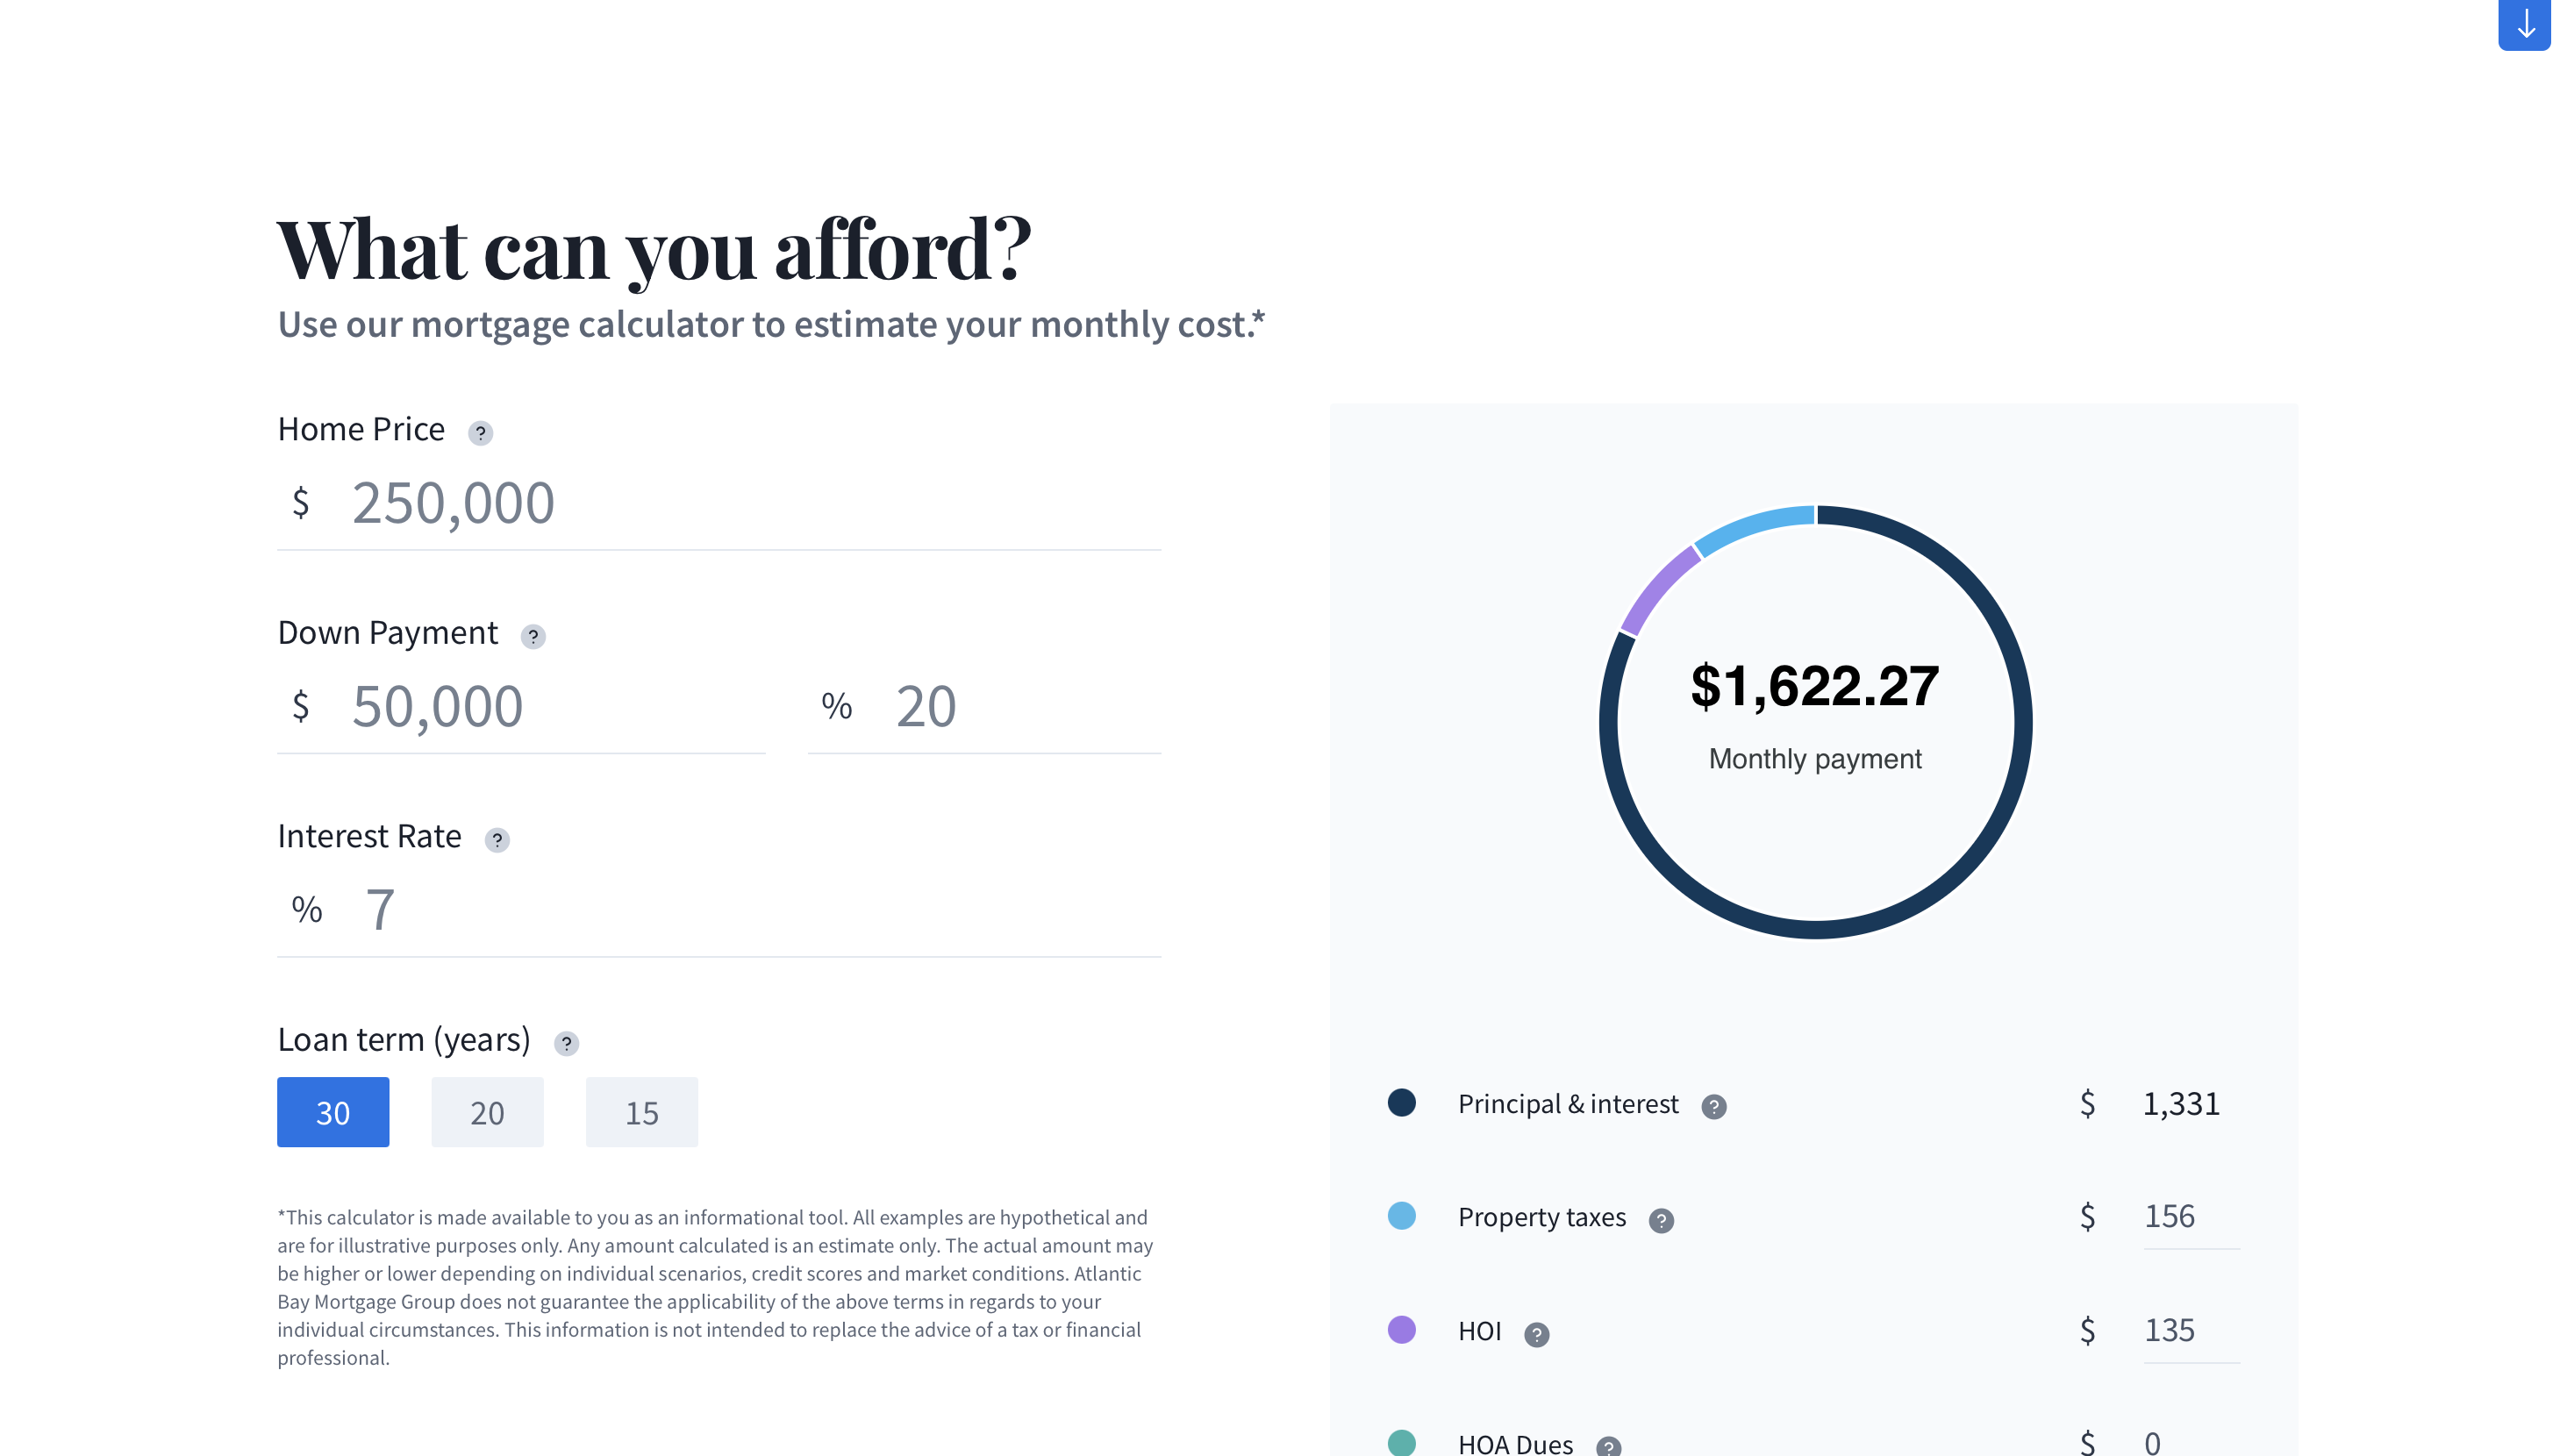 What can you afford?
Use our mortgage calculator to estimate your monthly cost.*
Home Price ?
$ 250,000
Down Payment ?
$ 50,000 % 20
Interest Rate ?
% 7
Loan term (years) ?
30 20 15
*This calculator is made available to you as an informational tool. All examples are hypothetical and
are for illustrative purposes only. Any amount calculated is an estimate only. The actual amount may
be higher or lower depending on individual scenarios, credit scores and market conditions. Atlantic
Bay Mortgage Group does not guarantee the applicability of the above terms in regards to your
individual circumstances. This information is not intended to replace the advice of a tax or financial
professional.
$1,622.27
Monthly payment
Principal & interest ? $ 1,331
Property taxes ? $ 156
HOI ? $ 135
HOA Dues ? $ 0